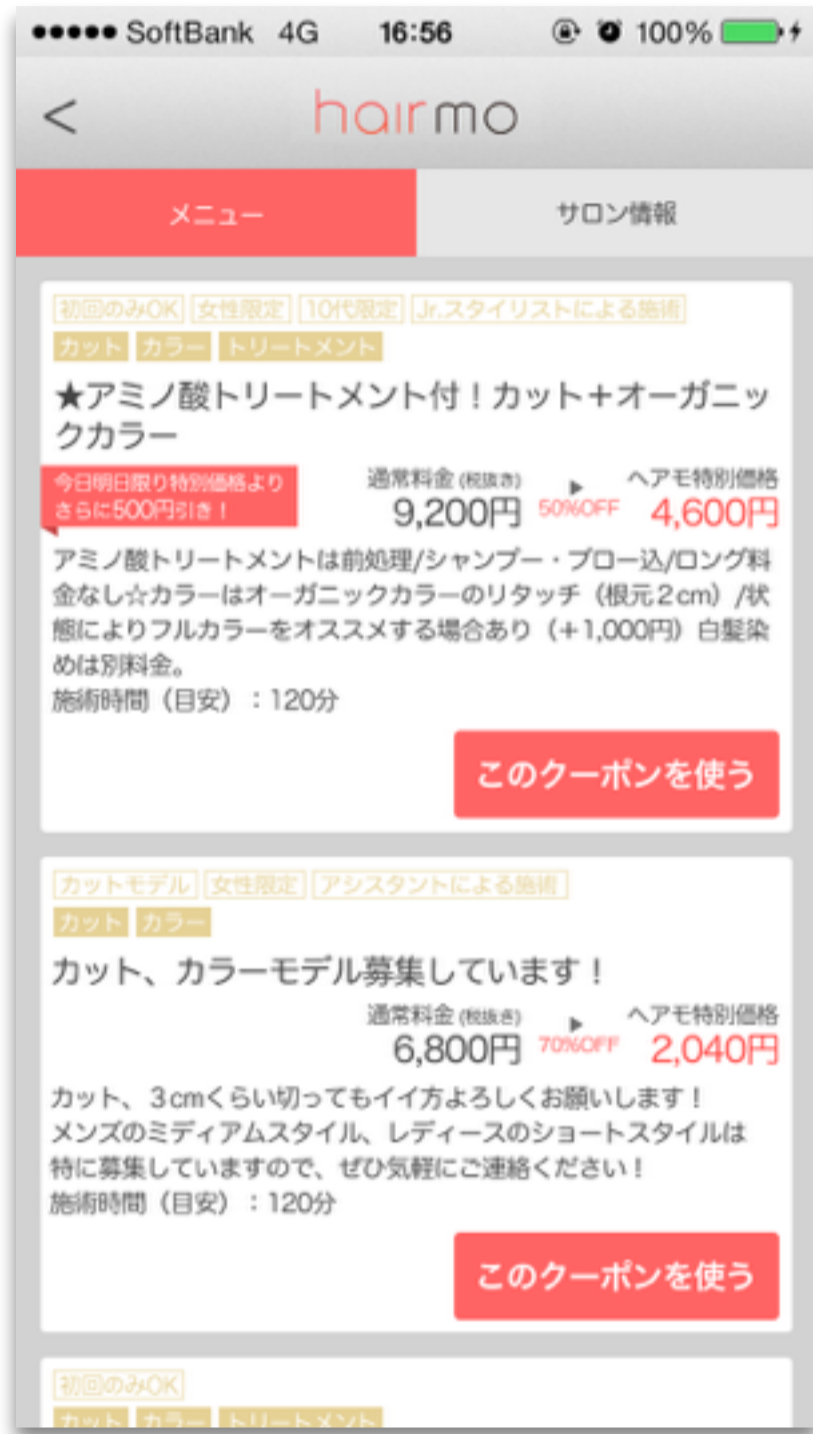 SoftBank 4G 16:56 100%
< hairmo
メニュー サロン情報
初回のみOK 女性限定 10代限定 Jr.スタイリストによる施術
カット カラー トリートメント
★アミノ酸トリートメント付！カット＋オーガニッ
クカラー
今日明日限り特別価格より
さらに500円引き！
通常料金 (税抜き) ▶ ヘアモ特別価格
9,200円 50%OFF 4,600円
アミノ酸トリートメントは前処理/シャンプー・ブロー込/ロング料
金なし☆カラーはオーガニックカラーのリタッチ（根元２cm）/状
態によりフルカラーをオススメする場合あり（＋1,000円）白髪染
めは別料金。
施術時間（目安）：120分
このクーポンを使う
カットモデル 女性限定 アシスタントによる施術
カット カラー
カット、カラーモデル募集しています！
通常料金 (税抜き) ▶ ヘアモ特別価格
6,800円 70%OFF 2,040円
カット、３cmくらい切ってもイイ方よろしくお願いします！
メンズのミディアムスタイル、レディースのショートスタイルは
特に募集していますので、ぜひ気軽にご連絡ください！
施術時間（目安）：120分
このクーポンを使う
初回のみOK
カット カラー トリートメント